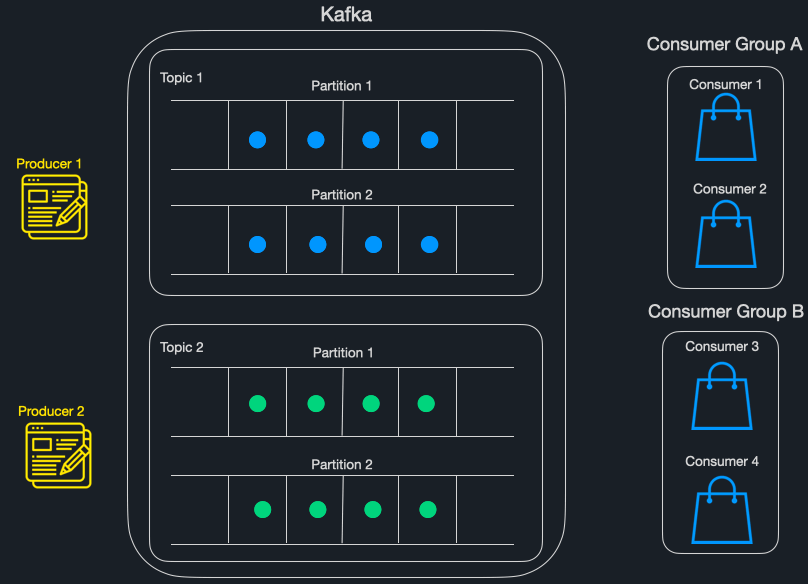 Kafka
Topic 1
Partition 1
Partition 2
Topic 2
Partition 1
Partition 2
Producer 1
Producer 2
Consumer Group A
Consumer 1
Consumer 2
Consumer Group B
Consumer 3
Consumer 4